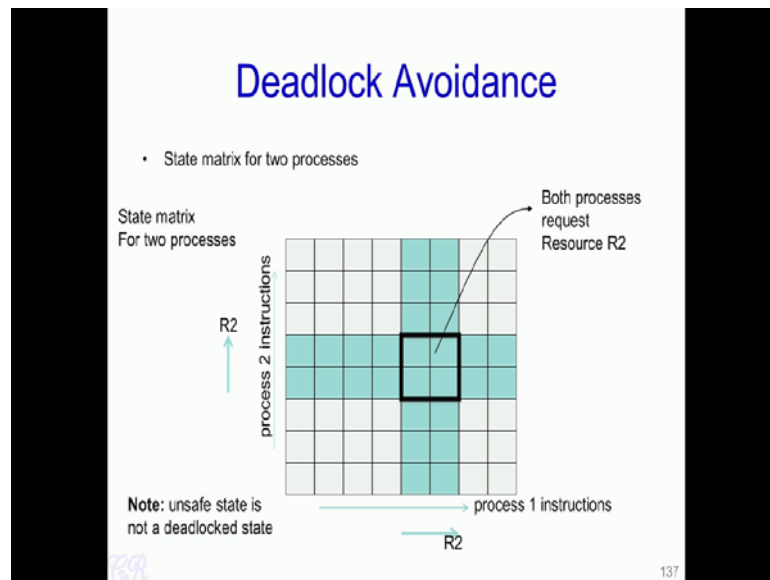 Deadlock Avoidance
• State matrix for two processes
State matrix
For two processes
Both processes
request
Resource R2
process 2 instructions
R2
Note: unsafe state is
not a deadlocked state
process 1 instructions
R2
137